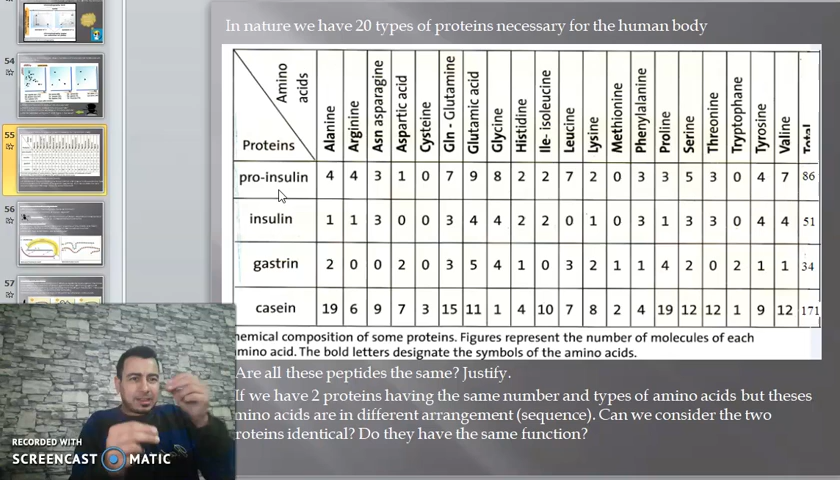 In nature we have 20 types of proteins necessary for the human body
54
55
56
57
Amino acids
Proteins
Alanine Arginine Asn asparagine Aspartic acid Cysteine Gln - Glutamine Glutamic acid Glycine Histidine Ile- isoleucine Leucine Lysine Methionine Phenylalanine Proline Serine Threonine Tryptophane Tyrosine Valine Total
pro-insulin 4 4 3 1 0 7 9 8 2 2 7 2 0 3 3 5 3 0 4 7 86
insulin 1 1 3 0 0 3 4 4 2 2 0 1 0 3 1 3 3 0 4 4 51
gastrin 2 0 0 2 0 3 5 4 1 0 3 2 1 1 4 2 0 2 1 1 34
casein 19 6 9 7 3 15 11 1 4 10 7 8 2 4 19 12 12 1 9 12 171
hemical composition of some proteins. Figures represent the number of molecules of each
mino acid. The bold letters designate the symbols of the amino acids.
Are all these peptides the same? Justify.
If we have 2 proteins having the same number and types of amino acids but theses
mino acids are in different arrangement (sequence). Can we consider the two
roteins identical? Do they have the same function?
RECORDED WITH
SCREENCAST MATIC